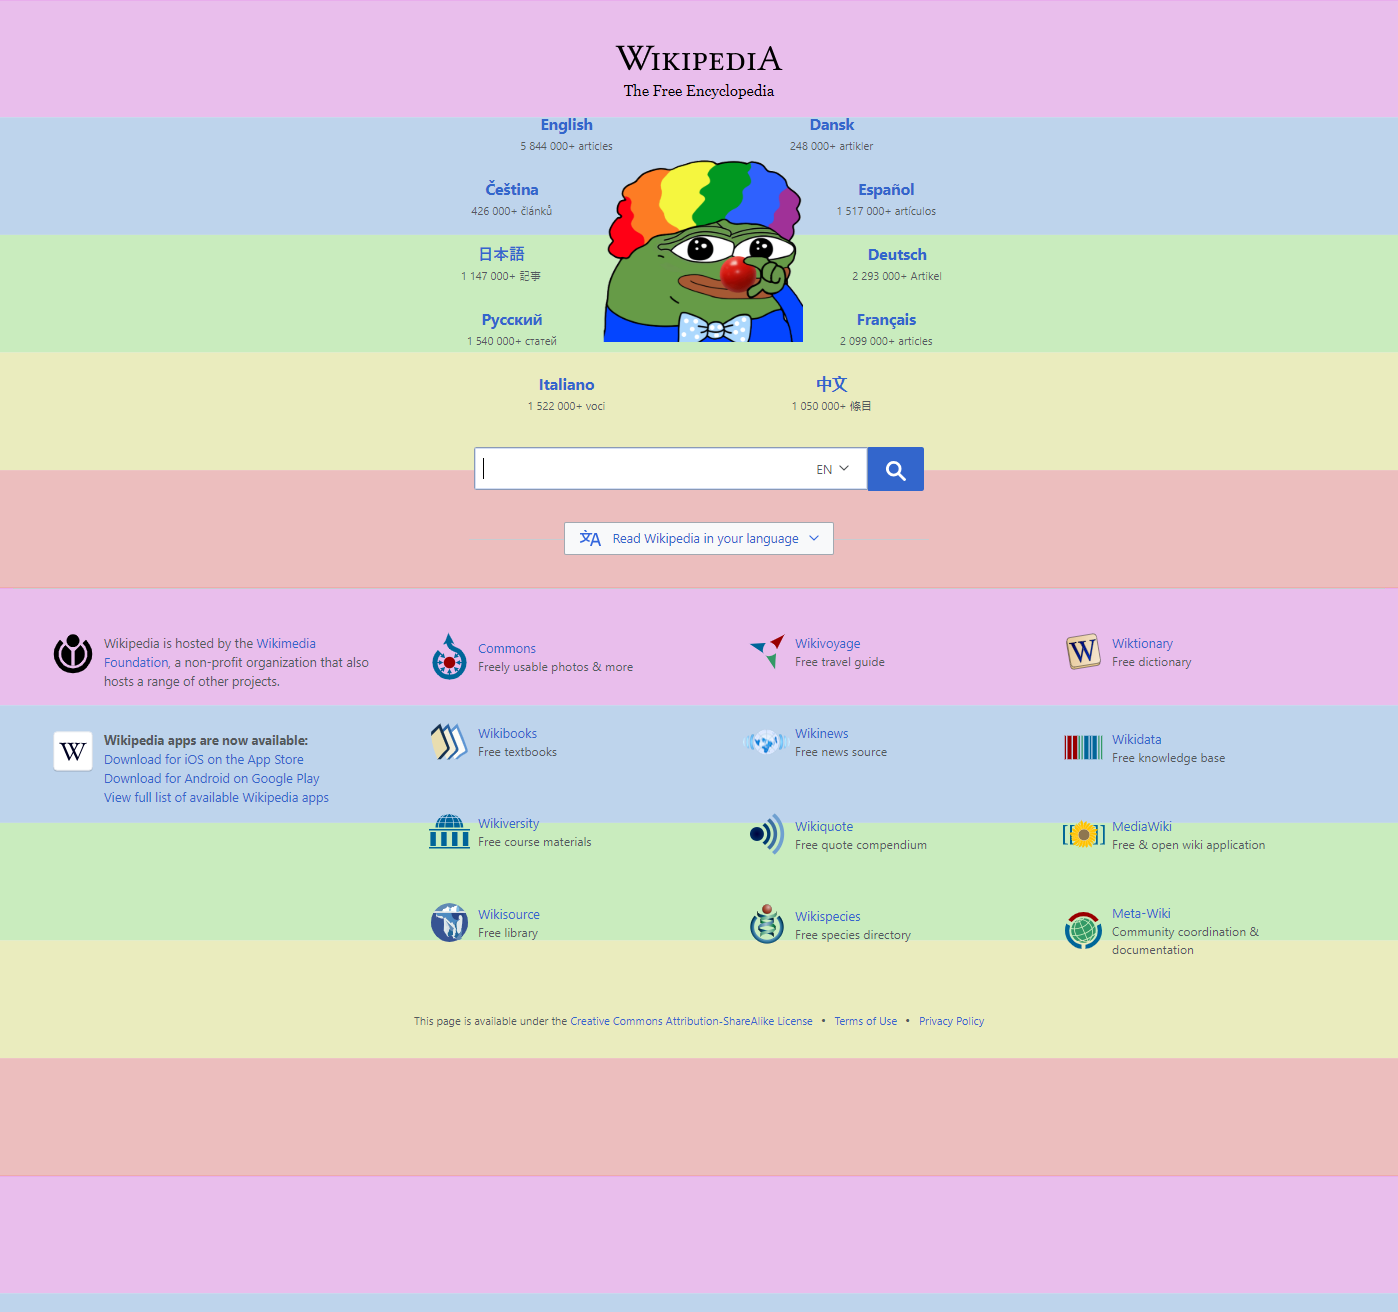 WIKIPEDIA
The Free Encyclopedia
English
5 844 000+ articles
Dansk
248 000+ artikler
Čeština
426 000+ článků
Español
1 517 000+ artículos
日本語
1 147 000+ 記事
Deutsch
2 293 000+ Artikel
Русский
1 540 000+ статей
Français
2 099 000+ articles
Italiano
1 522 000+ voci
中文
1 050 000+ 條目
EN
Read Wikipedia in your language
Wikipedia is hosted by the Wikimedia
Foundation, a non-profit organization that also
hosts a range of other projects.
W
Wikipedia apps are now available:
Download for iOS on the App Store
Download for Android on Google Play
View full list of available Wikipedia apps
Commons
Freely usable photos & more
Wikivoyage
Free travel guide
W
Wiktionary
Free dictionary
Wikibooks
Free textbooks
Wikinews
Free news source
Wikidata
Free knowledge base
Wikiversity
Free course materials
Wikiquote
Free quote compendium
MediaWiki
Free & open wiki application
Wikisource
Free library
Wikispecies
Free species directory
Meta-Wiki
Community coordination &
documentation
This page is available under the Creative Commons Attribution-ShareAlike License • Terms of Use • Privacy Policy